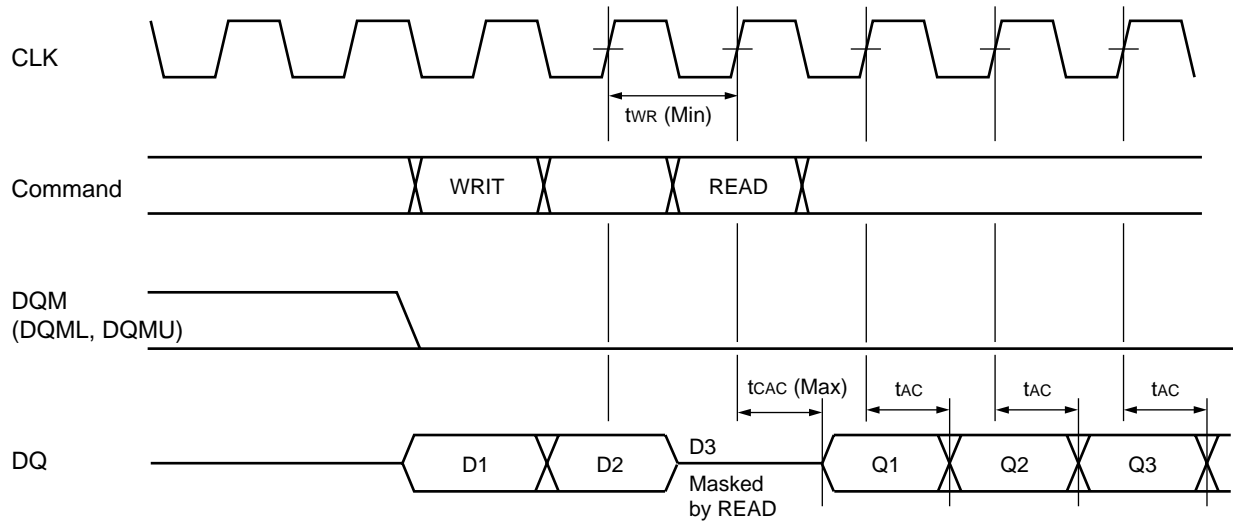 CLK
tWR (Min)
Command
WRIT
READ
DQM
(DQML, DQMU)
tCAC (Max)
tAC
tAC
tAC
DQ
D1
D2
D3
Masked
by READ
Q1
Q2
Q3